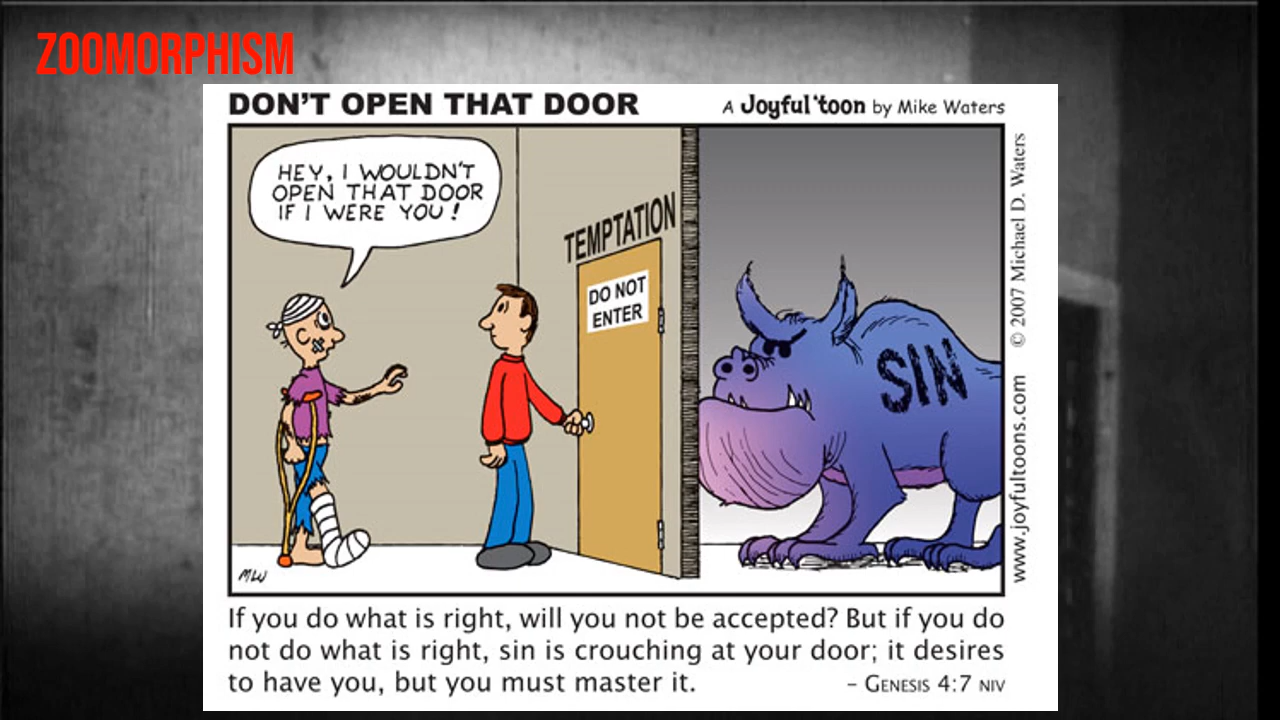 ZOOMORPHISM
DON'T OPEN THAT DOOR
A Joyful 'toon by Mike Waters
HEY, I WOULDN'T
OPEN THAT DOOR
IF I WERE YOU!
TEMPTATION
DO NOT
ENTER
SIN
MLW
© 2007 Michael D. Waters
www.joyfultoons.com
If you do what is right, will you not be accepted? But if you do
not do what is right, sin is crouching at your door; it desires
to have you, but you must master it.
– GENESIS 4:7 NIV